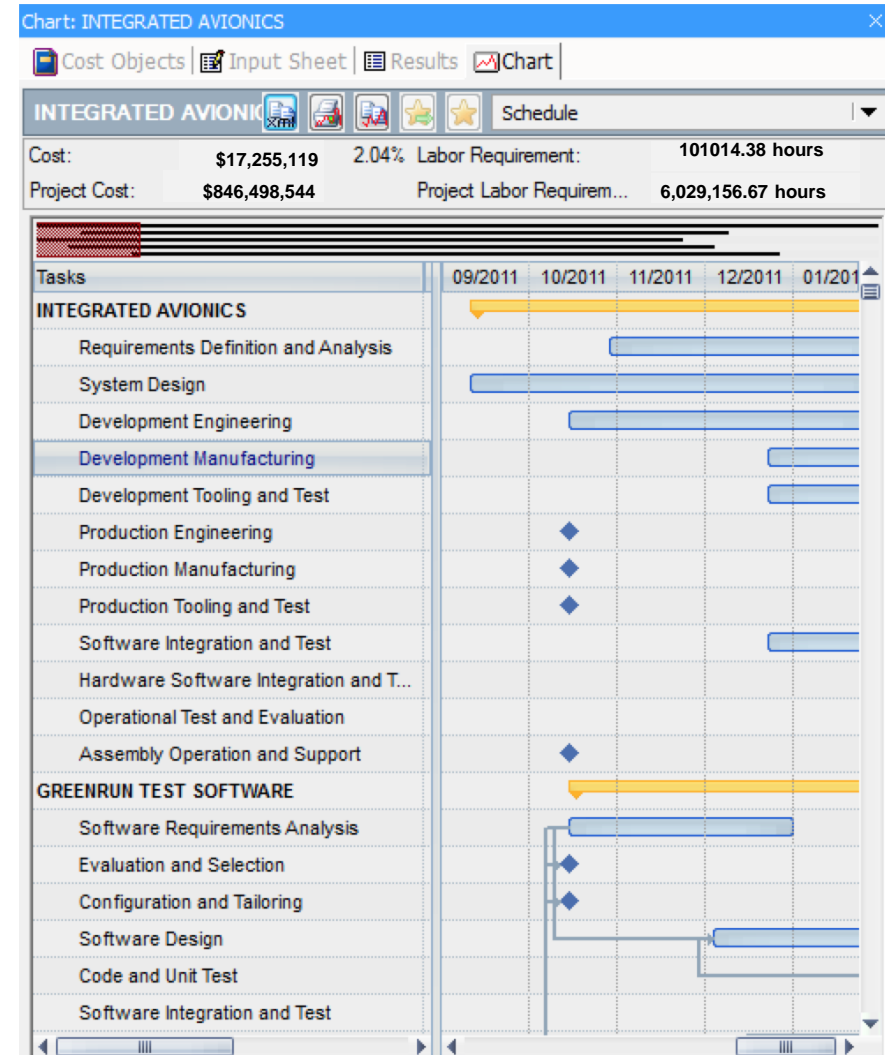 Chart: INTEGRATED AVIONICS
Cost Objects Input Sheet Results Chart
INTEGRATED AVIONIC Schedule
Cost: $17,255,119 2.04% Labor Requirement: 101014.38 hours
Project Cost: $846,498,544 Project Labor Requirem... 6,029,156.67 hours
Tasks 09/2011 10/2011 11/2011 12/2011 01/201
INTEGRATED AVIONICS
Requirements Definition and Analysis
System Design
Development Engineering
Development Manufacturing
Development Tooling and Test
Production Engineering
Production Manufacturing
Production Tooling and Test
Software Integration and Test
Hardware Software Integration and T...
Operational Test and Evaluation
Assembly Operation and Support
GREENRUN TEST SOFTWARE
Software Requirements Analysis
Evaluation and Selection
Configuration and Tailoring
Software Design
Code and Unit Test
Software Integration and Test